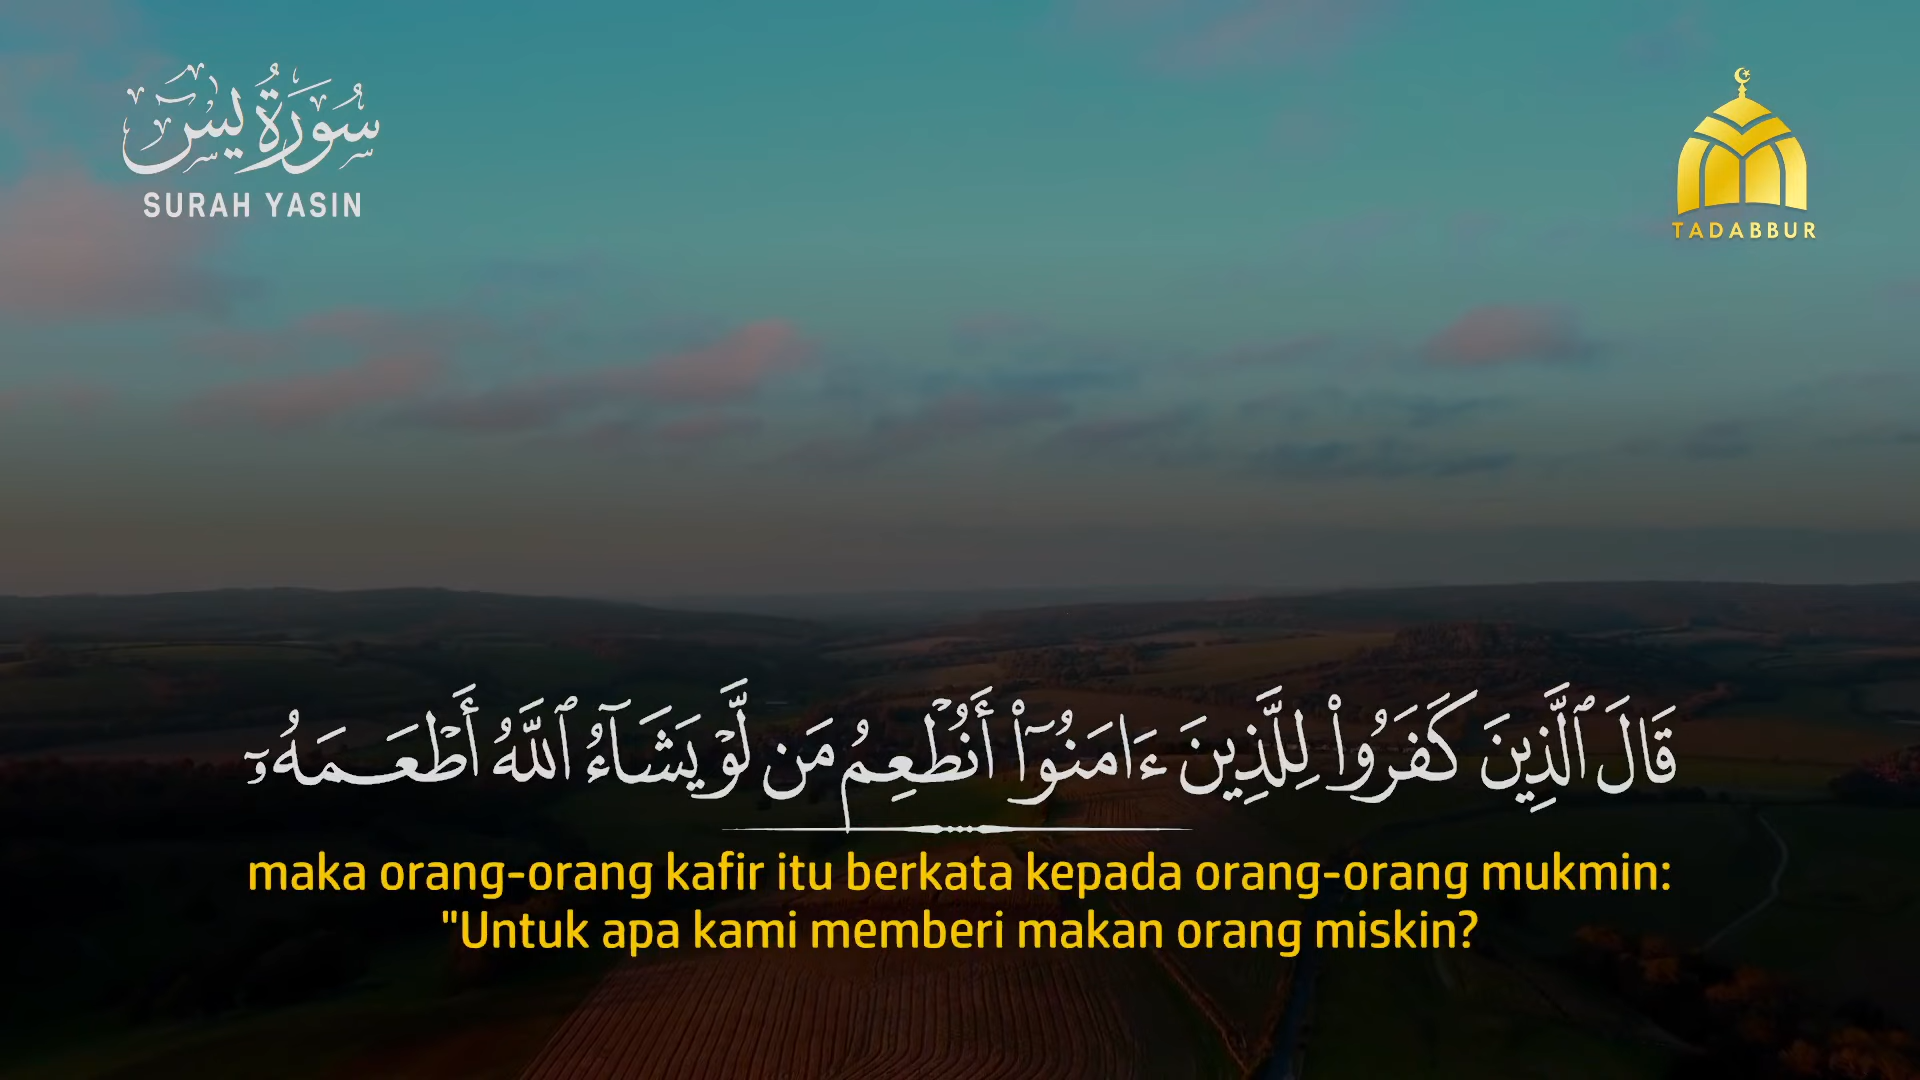 سُورَةُ يسٓ
SURAH YASIN
TADABBUR
قَالَ ٱلَّذِينَ كَفَرُوا۟ لِلَّذِينَ ءَامَنُوٓا۟ أَنُطْعِمُ مَن لَّوْ يَشَآءُ ٱللَّهُ أَطْعَمَهُۥٓ
maka orang-orang kafir itu berkata kepada orang-orang mukmin:
"Untuk apa kami memberi makan orang miskin?